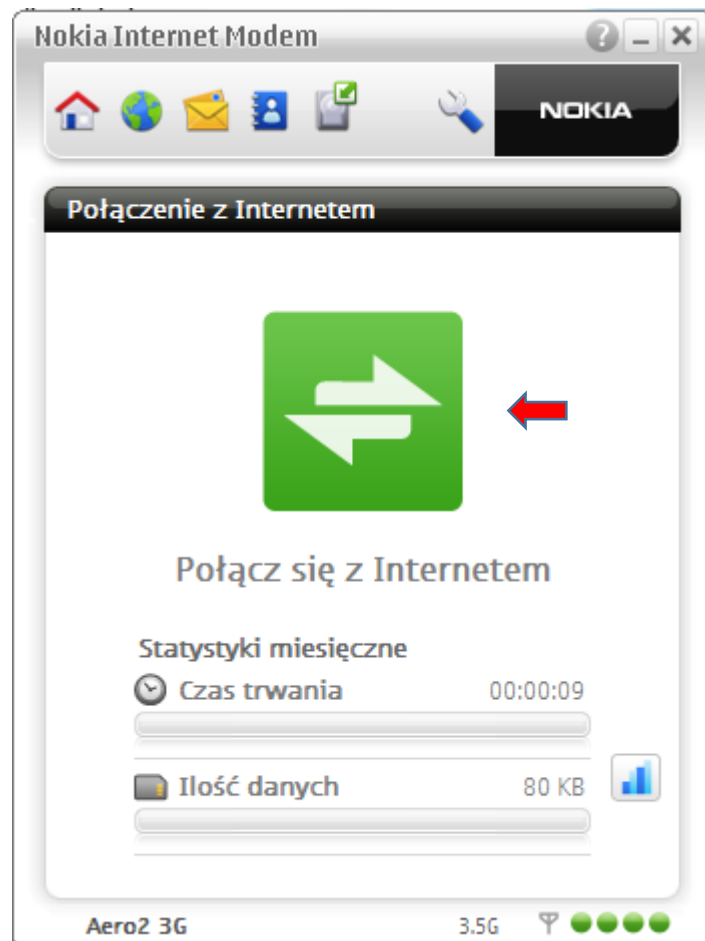 Nokia Internet Modem
NOKIA
Połączenie z Internetem
Połącz się z Internetem
Statystyki miesięczne
Czas trwania 00:00:09
Ilość danych 80 KB
Aero2 3G 3.5G